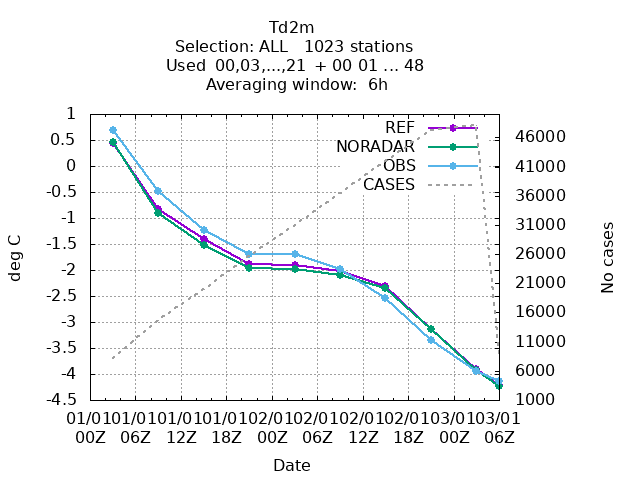 Td2m
Selection: ALL   1023 stations
Used  00,03,...,21  + 00 01 ... 48
Averaging window:  6h
1
0.5
0
-0.5
-1
-1.5
-2
-2.5
-3
-3.5
-4
-4.5
deg C
REF
NORADAR
OBS
CASES
46000
41000
36000
31000
26000
21000
16000
11000
6000
1000
No cases
01/01 01/01 01/01 01/01 02/01 02/01 02/01 02/01 03/01 03/01
00Z 06Z 12Z 18Z 00Z 06Z 12Z 18Z 00Z 06Z
Date